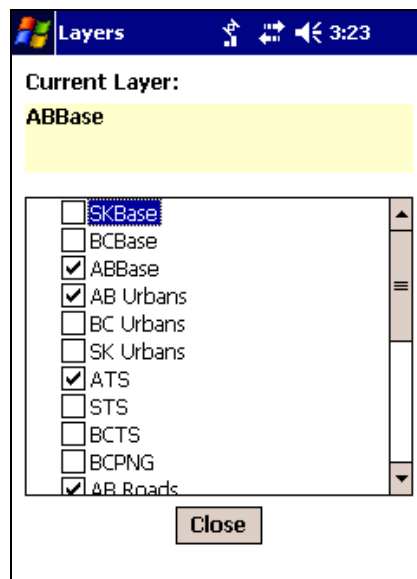 Layers 3:23
Current Layer:
ABBase
SKBase
BCBase
ABBase
AB Urbans
BC Urbans
SK Urbans
ATS
STS
BCTS
BCPNG
AB Roads
Close